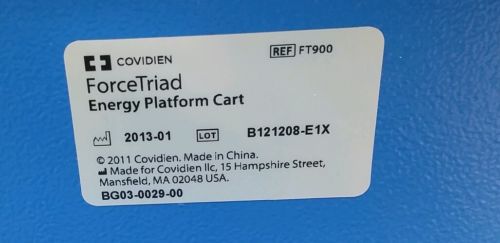 COVIDIEN
REF FT900
ForceTriad
Energy Platform Cart
2013-01 LOT B121208-E1X
© 2011 Covidien. Made in China.
Made for Covidien llc, 15 Hampshire Street,
Mansfield, MA 02048 USA.
BG03-0029-00